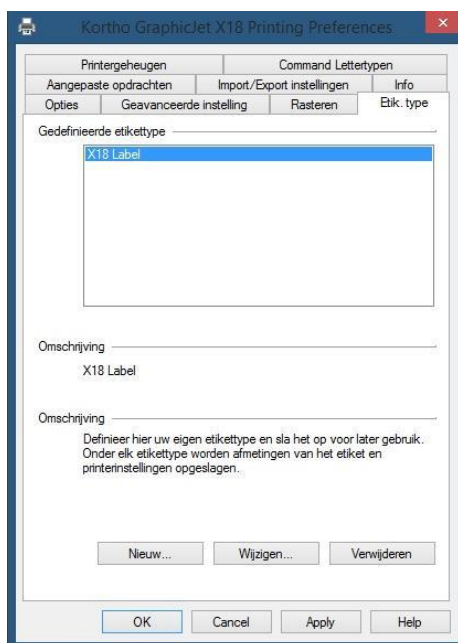 Kortho GraphicJet X18 Printing Preferences
Printergeheugen Command Lettertypen
Aangepaste opdrachten Import/Export instellingen Info
Opties Geavanceerde instelling Rasteren Etik. type
Gedefinieerde etikettype
X18 Label
Omschrijving
X18 Label
Omschrijving
Definieer hier uw eigen etikettype en sla het op voor later gebruik.
Onder elk etikettype worden afmetingen van het etiket en
printerinstellingen opgeslagen.
Nieuw... Wijzigen... Verwijderen
OK Cancel Apply Help